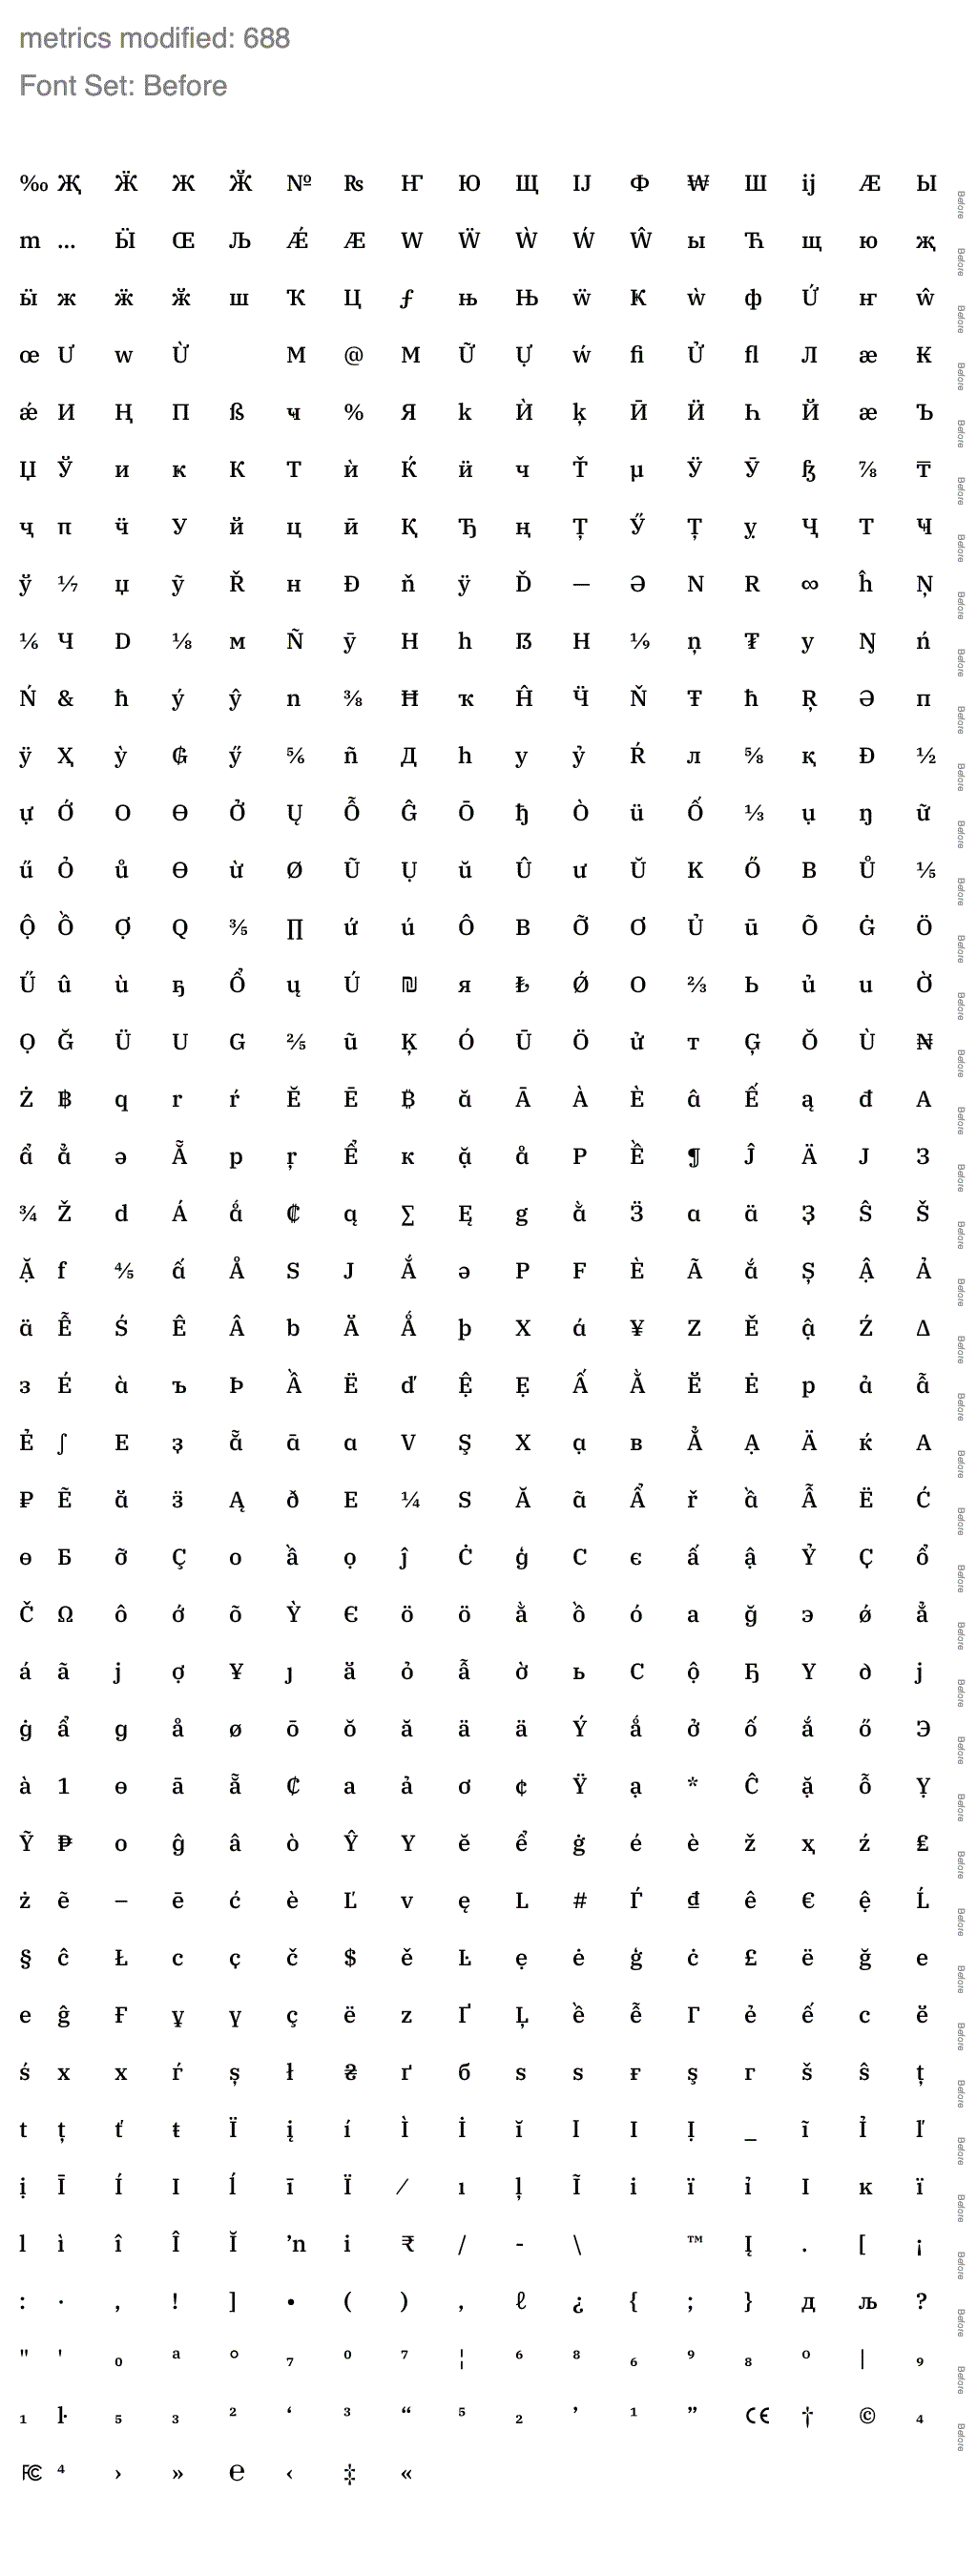 metrics modified: 688
Font Set: Before
‰ Җ Ӝ Ж Ӂ № ₨ Ҥ Ю Щ Ĳ Ф ₩ Ш ĳ Æ Ы Before
m … Ӹ Œ Љ Ǽ Æ W Ẅ Ẁ Ẃ Ŵ ы Ћ щ ю җ Before
ӹ ж ӝ ӂ ш Ҡ Ц ƒ њ Њ ẅ Ҝ ẁ ф Ứ ҥ ŵ Before
œ Ư w Ừ M @ М Ữ Ự ẃ ﬁ Ử ﬂ Л æ Before
ǽ И Ң П ß ҹ % Я k Ѝ ķ Ӣ Ӥ Һ Й æ Ъ Before
Џ Ў и к К Т ѝ Ќ ӥ ч Ť µ Ӱ Ӯ ⅞ Before
ҷ п ӵ У й ц ӣ Қ Ђ ң Ț Ӳ Ţ Ҷ T Ҹ Before
ÿ ⅐ џ ỹ Ř н Đ ň ÿ Ď — Ə N R ∞ ĥ Ņ Before
⅙ Ч D ⅛ м Ñ ȳ H h Н ⅑ ņ ₮ y Ŋ ń Before
Ń & ħ ý ŷ n ⅜ Ħ ҡ Ĥ Ӵ Ň Ŧ ħ Ŗ Ə п Before
ÿ Ҳ ỳ ₲ ӳ ⅚ ñ Д h у ỷ Ŕ л ⅝ қ Đ ½ Before
ự Ớ O Ө Ở Ų Ỗ Ĝ Ō ђ Ò ü Ố ⅓ ụ ŋ ữ Before
ű Ỏ ů Ɵ ừ Ø Ũ Ụ ŭ Û ư Ŭ K Ő B Ů ⅕ Before
Ộ Ồ Ợ Q ⅗ ∏ ứ ú Ô В Ỡ Ơ Ủ ū Õ Ġ Ö Before
Ű û ù ҕ Ổ ų Ú ₪ я Ǿ О ⅔ Ь ủ u Ờ Before
Ọ Ğ Ü U G ⅖ ũ Ķ Ó Ū Ӧ ử т Ģ Ŏ Ù ₦ Before
Ż q r ŕ Ĕ Ē ₿ ă Ā À È â Ế ą đ A Before
ẩ ẳ ə Ẵ p ŗ Ể к ặ å P Ề ¶ Ĵ Ä J З Before
¾ Ž d Á ǻ ₡ q ∑ Ę g ằ Ӟ ɑ ä Ҙ Ŝ Š Before
Ặ f ⅘ ấ Å S J Ắ ә Р F Ѐ Ã ắ Ș Ậ Ả Before
ä Ễ Ś Ê Â b Ӓ Ǻ þ X á ¥ Z Ě ậ Ź ∆ Before
з É à ъ Þ Ầ Ë ď Ệ Ẹ Ấ Ằ Ӗ Ė р ả ẫ Before
Ẻ ∫ E ҙ ẵ ā ɑ V Ş Х ạ в Ẳ Ạ Ӓ ќ А Before
₽ Ẽ ӟ Ą ð Е ¼ Ѕ Ă ã Ẩ ř ầ Ẫ Ё Ć Before
ө Б ỡ Ç o ầ ọ ĵ Ċ ģ C є ấ ậ Ỷ Ҫ ổ Before
Č Ω ô ớ õ Ỳ Є ö ӧ ằ ồ ó a ğ э ǿ ẳ Before
á ã j ợ Ұ ȷ ӑ ỏ ẫ ờ ь С ộ Ҕ Y ј Before
ġ ẩ ɡ å ø ō ŏ ă ä ӓ Ý ǻ ở ố ắ ő Э Before
à 1 ɵ ā ẵ ₵ а ả ơ ¢ Ÿ ạ * Ĉ ặ ỗ Ỵ Before
Ỹ ₱ о ĝ â ò Ŷ Ү ĕ ể ġ é è ž ҳ ź £ Before
ż ẽ – ē ć ѐ Ľ v ę L # Ѓ ₫ ê € ệ Ĺ Before
§ ĉ Ł c ҫ č $ ě Ŀ ẹ ė ģ ċ ₤ ë ğ e Before
е ĝ Ғ ұ ү ç ё z Ґ Ļ ề ễ Г ẻ ế с ӗ Before
ś x х ѓ ș ł ₴ ґ б s ѕ ғ ş г š ŝ ț Before
t ţ ť ŧ Ï į í Ì İ ĭ I І Ị _ ĩ Ỉ ľ Before
ị Ī Í Ӏ ĺ ī Ї ⁄ ı ļ Ĩ i ï ỉ I ĸ ї Before
l ì î Î Ĭ ŉ і ₹ / - \ ™ Į . [ ¡ Before
: · , ! ] • ( ) ‚ ℓ ¿ { ; } д љ ? Before
" ' ₀ ª ° ₇ ⁰ ⁷ ¦ ⁶ ⁸ ₆ ⁹ ₈ º | ₉ Before
₁ ŀ ₅ ₃ ² ‘ ³ “ ⁵ ₂ ’ ¹ ” CE † © ₄ Before
FCC ⁴ › » ℮ ‹ ‡ «